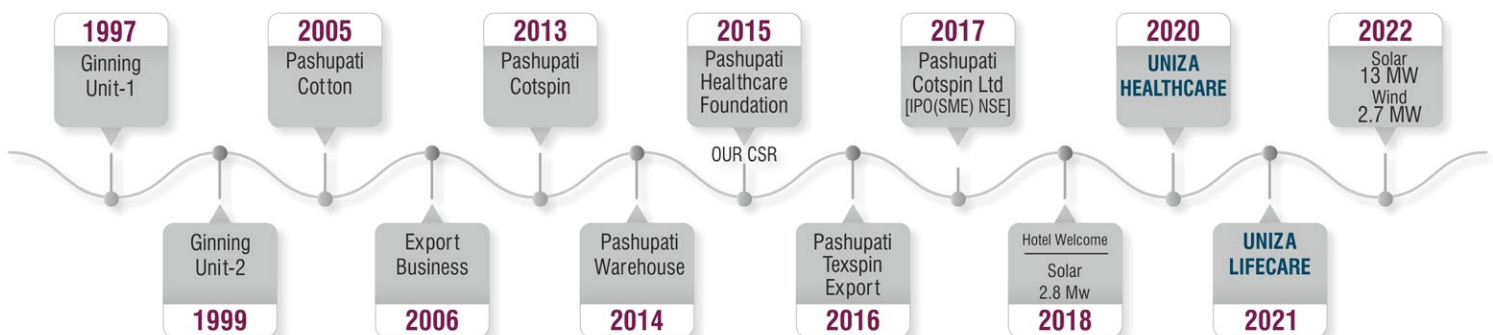 1997
Ginning
Unit-1
2005
Pashupati
Cotton
2013
Pashupati
Cotspin
2015
Pashupati
Healthcare
Foundation
OUR CSR
2017
Pashupati
Cotspin Ltd
[IPO(SME) NSE]
2020
UNIZA
HEALTHCARE
2022
Solar
13 MW
Wind
2.7 MW
Ginning
Unit-2
1999
Export
Business
2006
Pashupati
Warehouse
2014
Pashupati
Texspin
Export
2016
Hotel Welcome
Solar
2.8 Mw
2018
UNIZA
LIFECARE
2021